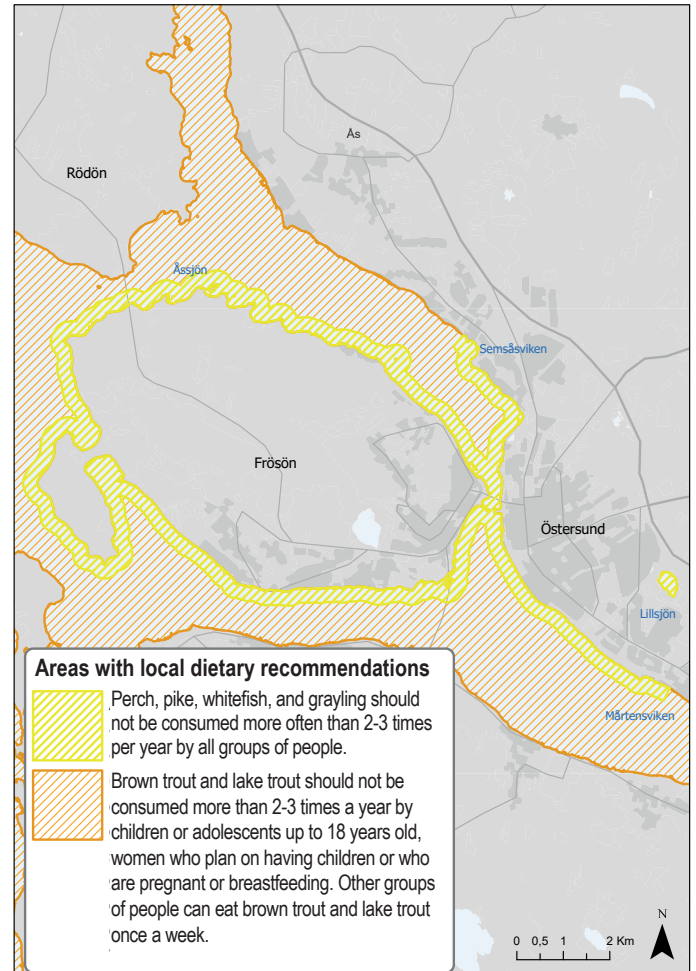 Ås
Rödön
Åssjön
Semsåsviken
Frösön
Östersund
Lillsjön
Mårtensviken
Areas with local dietary recommendations
Perch, pike, whitefish, and grayling should
not be consumed more often than 2-3 times
per year by all groups of people.
Brown trout and lake trout should not be
consumed more than 2-3 times a year by
children or adolescents up to 18 years old,
women who plan on having children or who
are pregnant or breastfeeding. Other groups
of people can eat brown trout and lake trout
once a week.
N
0 0,5 1 2 Km